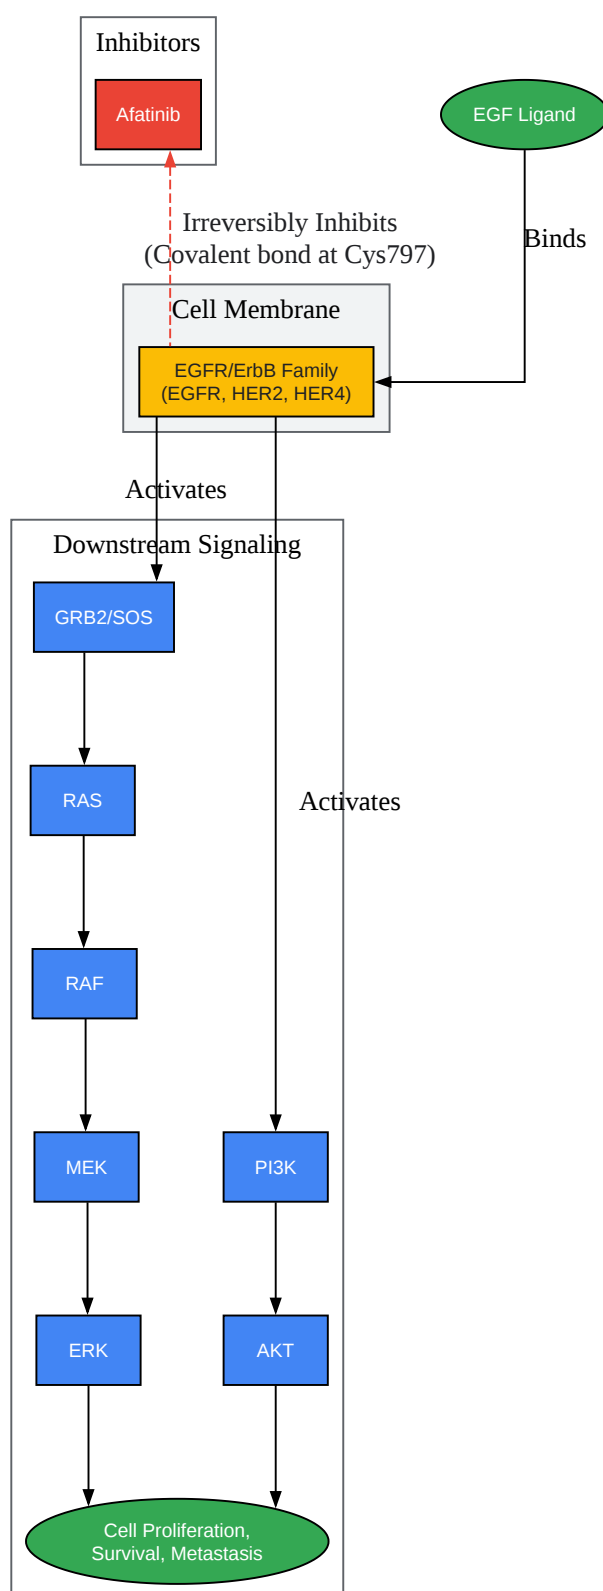 Inhibitors
Afatinib
EGF Ligand
Irreversibly Inhibits
(Covalent bond at Cys797)
Binds
Cell Membrane
EGFR/ErbB Family
(EGFR, HER2, HER4)
Activates
Downstream Signaling
GRB2/SOS
RAS
Activates
RAF
MEK
PI3K
ERK
AKT
Cell Proliferation,
Survival, Metastasis